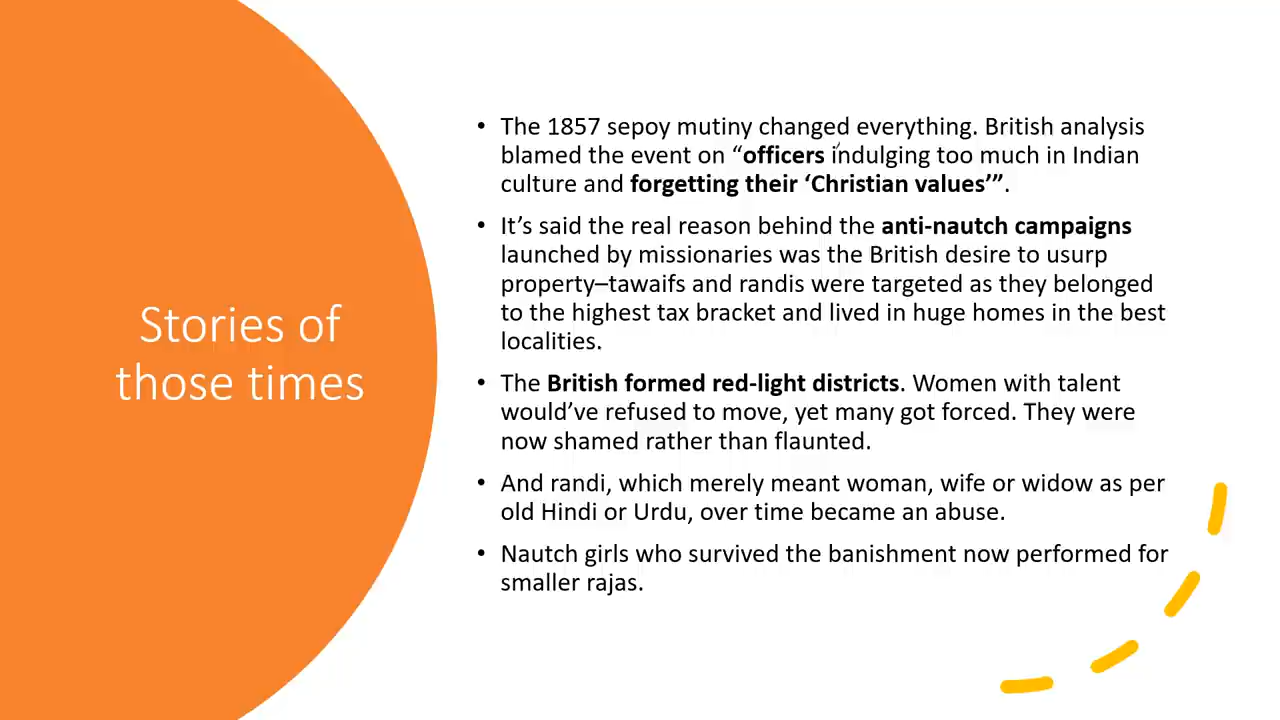 Stories of
those times
• The 1857 sepoy mutiny changed everything. British analysis
blamed the event on “officers indulging too much in Indian
culture and forgetting their ‘Christian values’”.
• It’s said the real reason behind the anti-nautch campaigns
launched by missionaries was the British desire to usurp
property–tawaifs and randis were targeted as they belonged
to the highest tax bracket and lived in huge homes in the best
localities.
• The British formed red-light districts. Women with talent
would’ve refused to move, yet many got forced. They were
now shamed rather than flaunted.
• And randi, which merely meant woman, wife or widow as per
old Hindi or Urdu, over time became an abuse.
• Nautch girls who survived the banishment now performed for
smaller rajas.